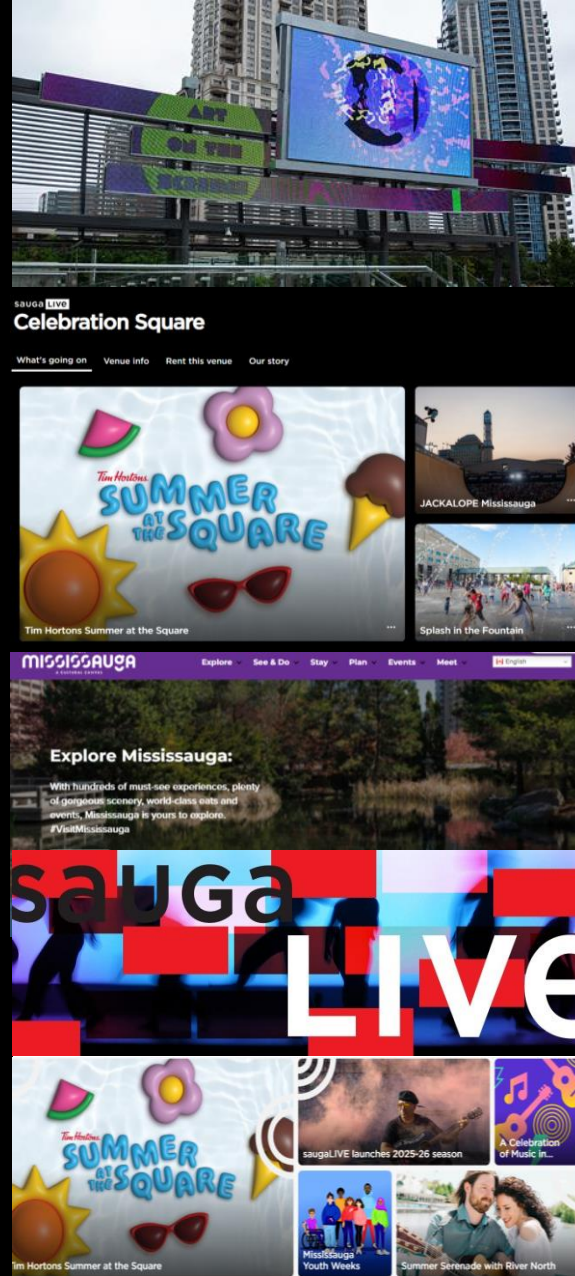 ART
ON THE
SCREENS
sauga LIVE
Celebration Square
What's going on Venue info Rent this venue Our story
Tim Hortons
SUMMER
AT THE SQUARE
Tim Hortons Summer at the Square
JACKALOPE Mississauga
Splash in the Fountain
MISSISSAUGA
Explore See & Do Stay Plan Events Meet English
Explore Mississauga:
With hundreds of must-see experiences, plenty
of gorgeous scenery, world-class eats and
events, Mississauga is yours to explore.
#VisitMississauga
sauga
LIVE
Tim Hortons
SUMMER
AT THE SQUARE
im Hortons Summer at the Square
saugaLIVE launches 2025-26 season
A Celebration
of Music in...
Mississauga
Youth Weeks
Summer Serenade with River North